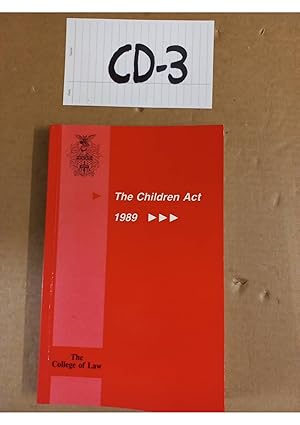 CD-3
The Children Act
1989
The
College of Law